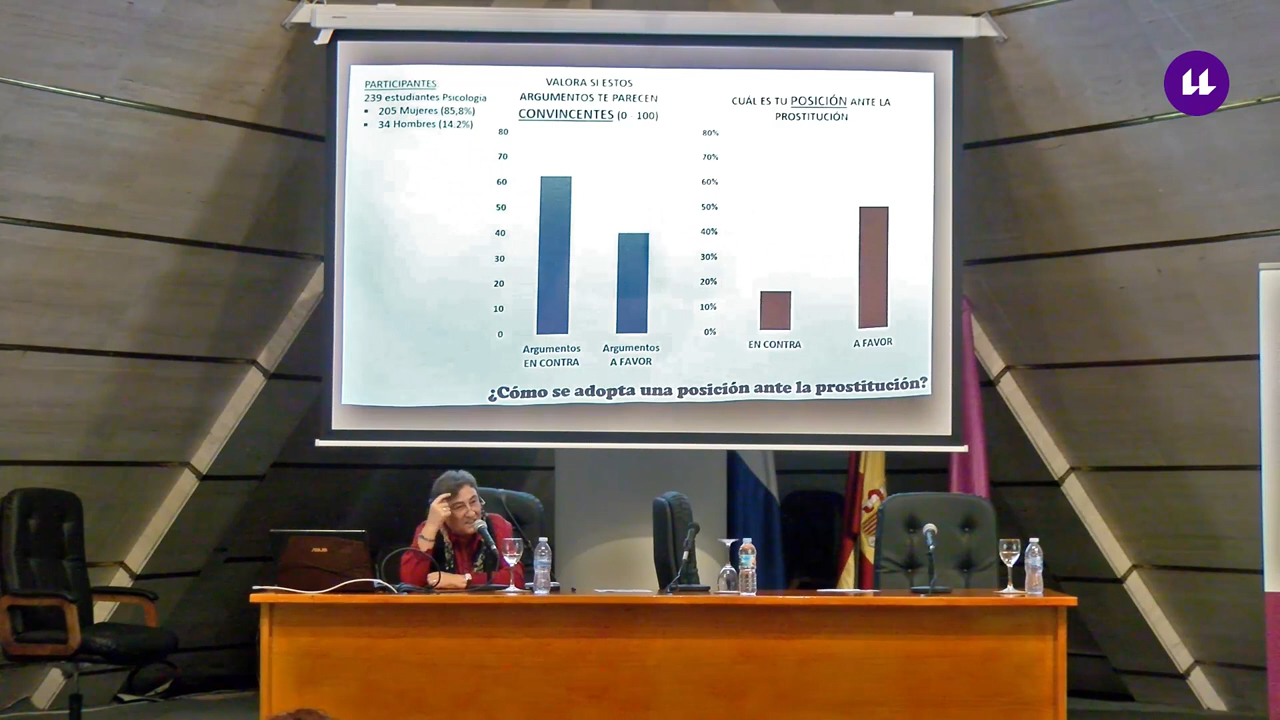 PARTICIPANTES
239 estudiantes Psicologia
▪ 205 Mujeres (85,8%)
▪ 34 Hombres (14.2%)
VALORA SI ESTOS
ARGUMENTOS TE PARECEN
CONVINCENTES (0 100)
80
70
60
50
40
30
20
10
0
Argumentos
EN CONTRA
Argumentos
A FAVOR
CUÁL ES TU POSICIÓN ANTE LA
PROSTITUCIÓN
80%
70%
60%
50%
40%
30%
20%
10%
0%
EN CONTRA
A FAVOR
¿Cómo se adopta una posición ante la prostitución?
ASUS